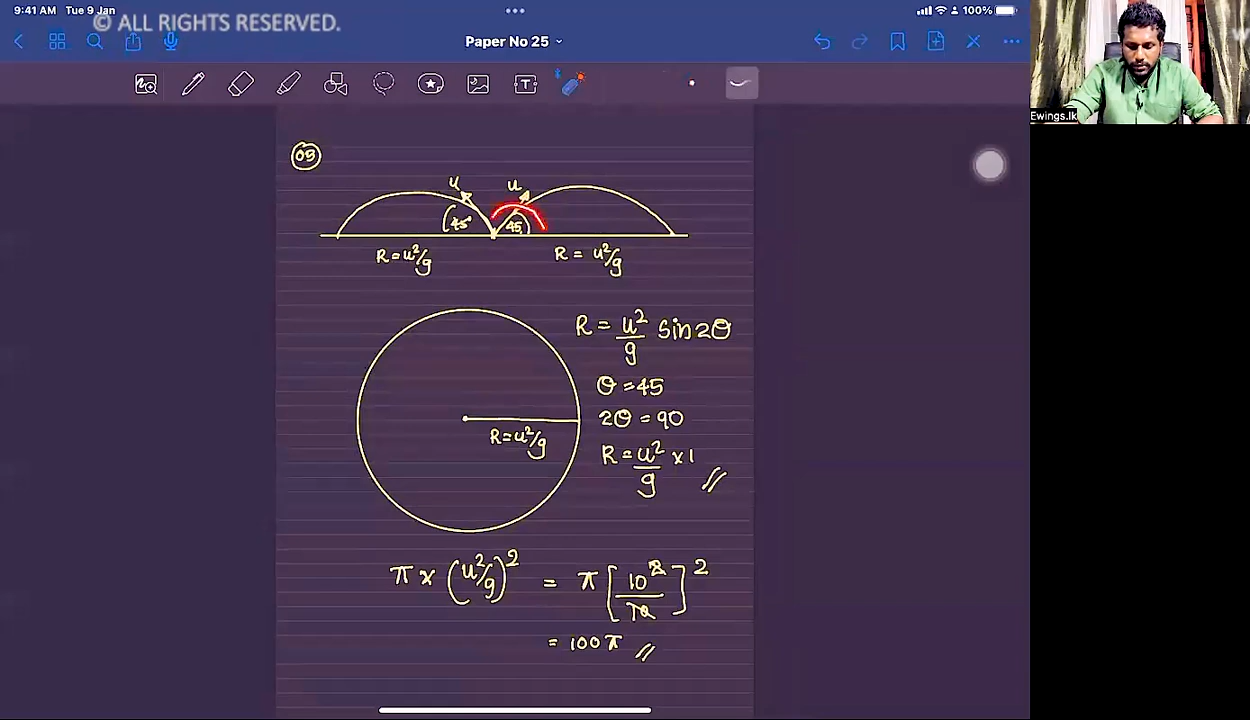 9:41 AM Tue 9 Jan
100%
© ALL RIGHTS RESERVED.
Paper No 25
Ewings.lk
05
u u
45 45
R = u²/g R = u²/g
R = u²/g sin2θ
θ = 45
2θ = 90
R = u²/g
R = u²/g × 1
π × (u²/g)² = π [10²/10]²
= 100π